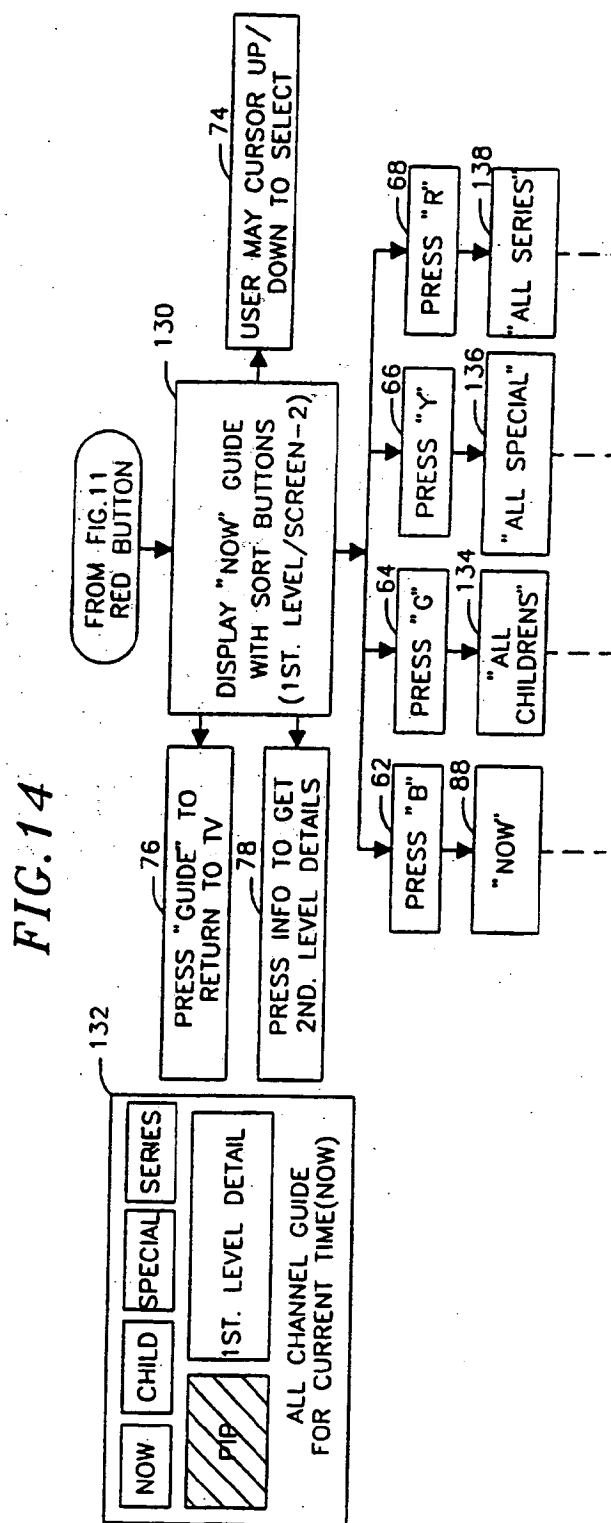 FIG.14
132
NOW
CHILD
SPECIAL
SERIES
PIP
1ST. LEVEL DETAIL
ALL CHANNEL GUIDE
FOR CURRENT TIME(NOW)
FROM FIG.11
RED BUTTON
76
PRESS "GUIDE" TO
RETURN TO TV
78
PRESS INFO TO GET
2ND. LEVEL DETAILS
130
DISPLAY "NOW" GUIDE
WITH SORT BUTTONS
(1ST. LEVEL/SCREEN-2)
74
USER MAY CURSOR UP/
DOWN TO SELECT
62
PRESS "B"
64
PRESS "G"
66
PRESS "Y"
68
PRESS "R"
88
"NOW"
134
"ALL
CHILDRENS"
136
"ALL SPECIAL"
138
"ALL SERIES"